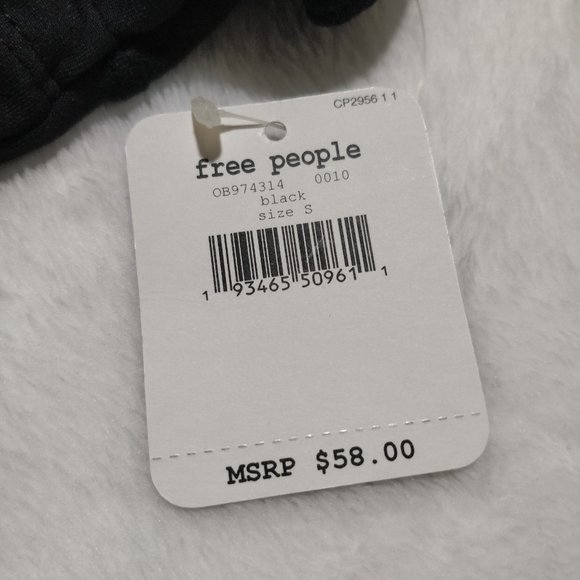 CP2956 1 1
free people
OB974314 0010
black
size S
1 93465 50961 1
MSRP $58.00